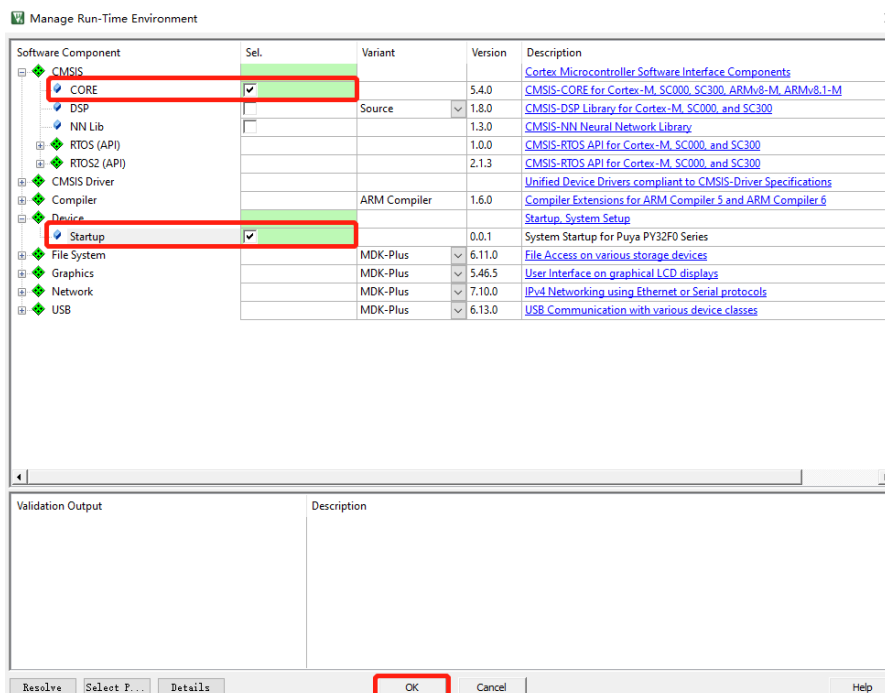 Manage Run-Time Environment
Software Component Sel. Variant Version Description
CMSIS Cortex Microcontroller Software Interface Components
CORE 5.4.0 CMSIS-CORE for Cortex-M, SC000, SC300, ARMv8-M, ARMv8.1-M
DSP Source 1.8.0 CMSIS-DSP Library for Cortex-M, SC000, and SC300
NN Lib 1.3.0 CMSIS-NN Neural Network Library
RTOS (API) 1.0.0 CMSIS-RTOS API for Cortex-M, SC000, and SC300
RTOS2 (API) 2.1.3 CMSIS-RTOS API for Cortex-M, SC000, and SC300
CMSIS Driver Unified Device Drivers compliant to CMSIS-Driver Specifications
Compiler ARM Compiler 1.6.0 Compiler Extensions for ARM Compiler 5 and ARM Compiler 6
Device Startup, System Setup
Startup 0.0.1 System Startup for Puya PY32F0 Series
File System MDK-Plus 6.11.0 File Access on various storage devices
Graphics MDK-Plus 5.46.5 User Interface on graphical LCD displays
Network MDK-Plus 7.10.0 IPv4 Networking using Ethernet or Serial protocols
USB MDK-Plus 6.13.0 USB Communication with various device classes
Validation Output Description
Resolve Select P... Details OK Cancel Help